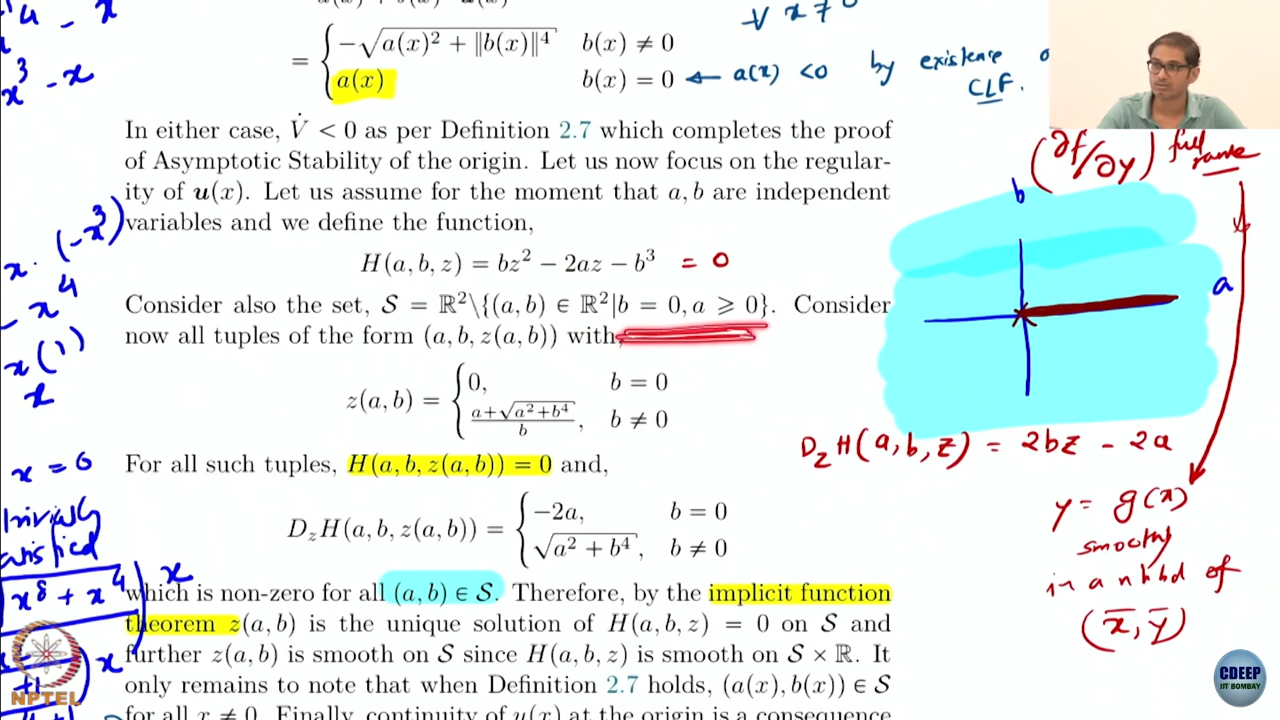 = { −√a(x)² + ‖b(x)‖⁴ b(x) ≠ 0
a(x) b(x) = 0 ← a(x) < 0 by existence of
CLF.
∀ x ≠ 0
x³ - x
In either case, V̇ < 0 as per Definition 2.7 which completes the proof
of Asymptotic Stability of the origin. Let us now focus on the regular-
ity of u(x). Let us assume for the moment that a, b are independent
variables and we define the function,
H(a, b, z) = bz² − 2az − b³ = 0
Consider also the set, S = ℝ²\{(a, b) ∈ ℝ²|b = 0, a ⩾ 0}. Consider
now all tuples of the form (a, b, z(a, b)) with,
z(a, b) = { 0, b = 0
a+√a²+b⁴ / b, b ≠ 0
For all such tuples, H(a, b, z(a, b)) = 0 and,
D_zH(a, b, z(a, b)) = { −2a, b = 0
√a² + b⁴, b ≠ 0
which is non-zero for all (a, b) ∈ S. Therefore, by the implicit function
theorem z(a, b) is the unique solution of H(a, b, z) = 0 on S and
further z(a, b) is smooth on S since H(a, b, z) is smooth on S × ℝ. It
only remains to note that when Definition 2.7 holds, (a(x), b(x)) ∈ S
for all x ≠ 0. Finally, continuity of u(x) at the origin is a consequence
x · (-x³)
- x⁴
x(1)
x
x = 0
trivially
satisfied
x⁸ + x⁴ x
x
(∂f/∂y) full
rank
b
a
D_z H(a, b, z) = 2bz - 2a
y = g(x)
smoothly
in a nbhd of
(x̄, ȳ)
NPTEL
CDEEP
IIT BOMBAY